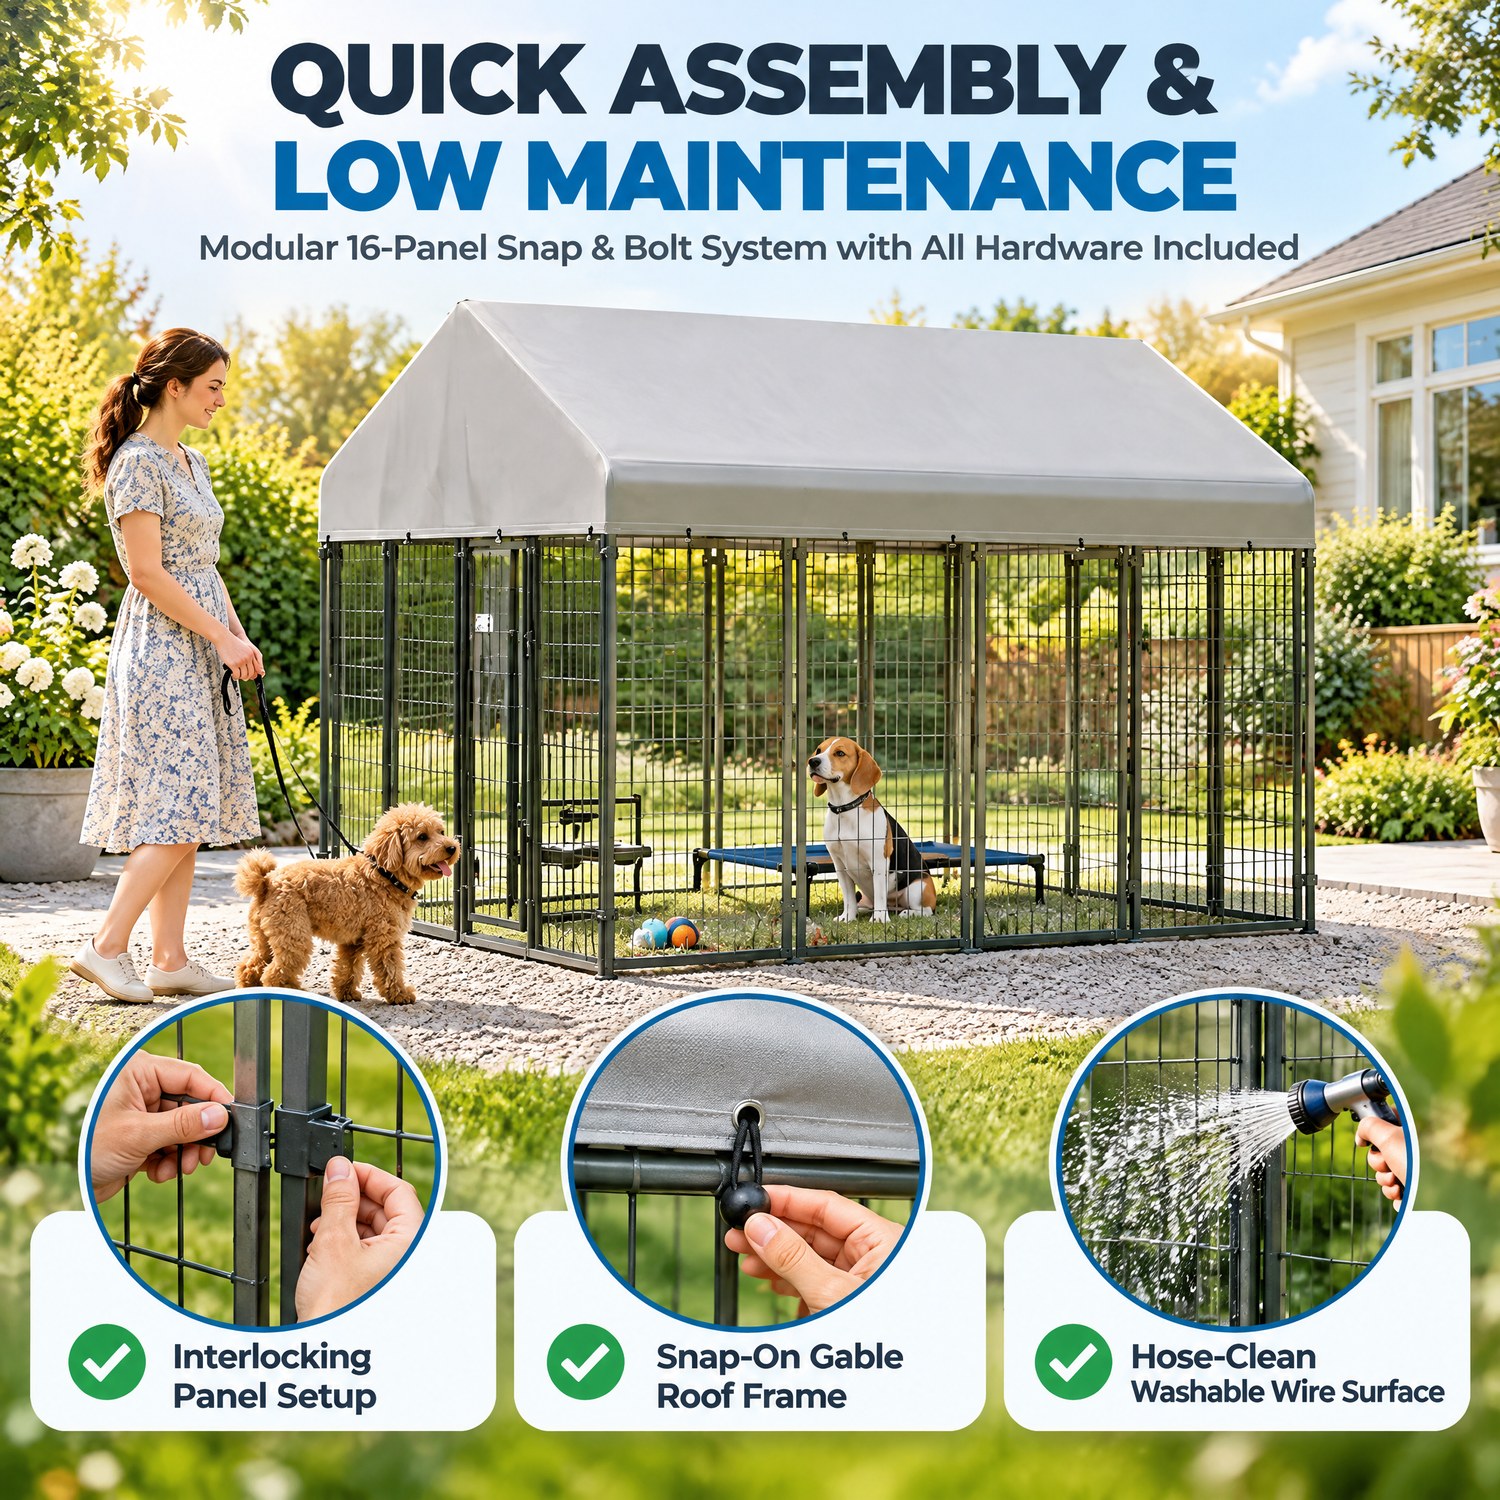 QUICK ASSEMBLY &
LOW MAINTENANCE
Modular 16-Panel Snap & Bolt System with All Hardware Included
Interlocking
Panel Setup
Snap-On Gable
Roof Frame
Hose-Clean
Washable Wire Surface